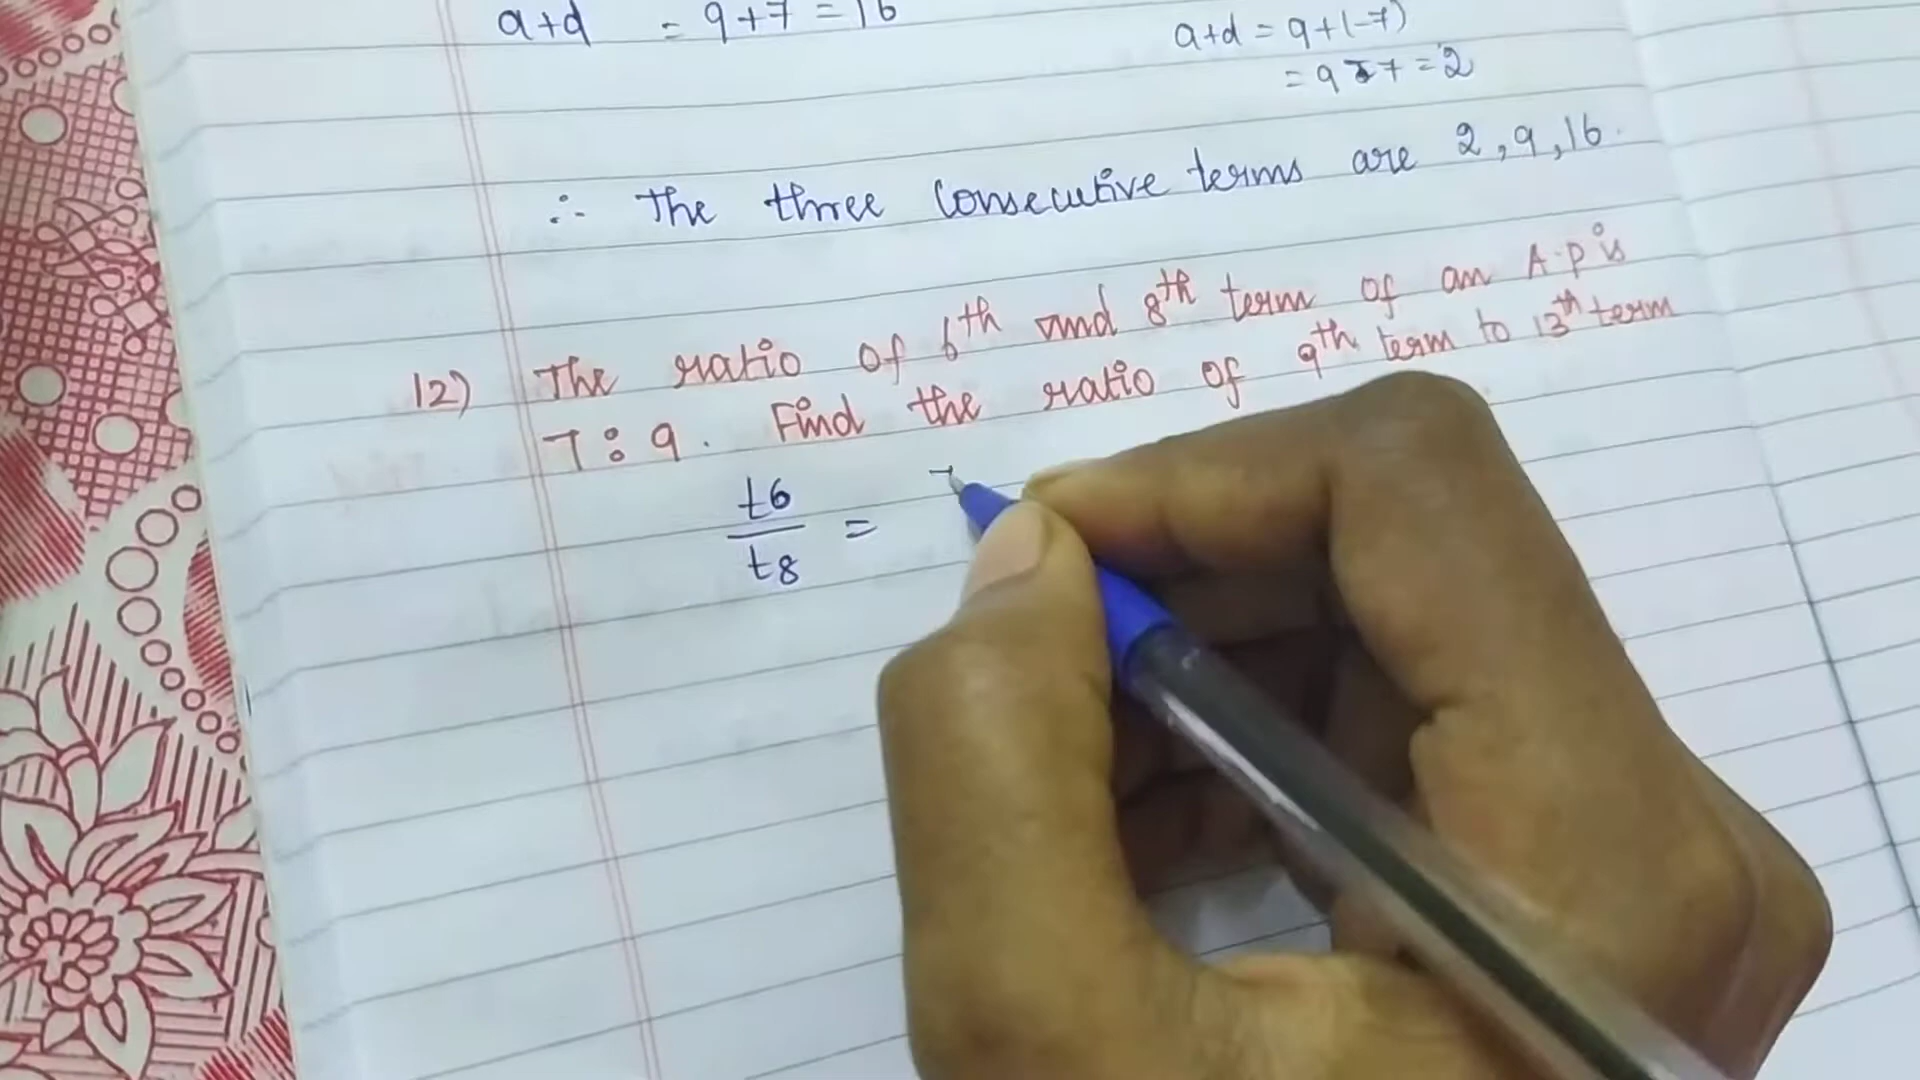 a+d = 9+7 = 16
a+d = 9+(-7)
= 9-7 = 2
∴ The three consecutive terms are 2, 9, 16.
12) The ratio of 6th and 8th term of an A.P is
7:9. Find the ratio of 9th term to 13th term
t6
t8
=